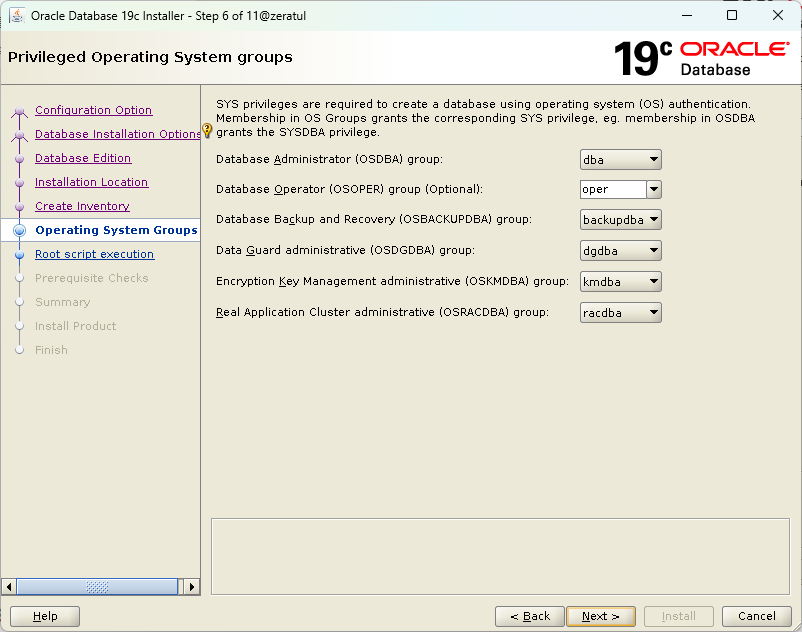 Oracle Database 19c Installer - Step 6 of 11@zeratul
Privileged Operating System groups
19c ORACLE
Database
Configuration Option
Database Installation Options
Database Edition
Installation Location
Create Inventory
Operating System Groups
Root script execution
Prerequisite Checks
Summary
Install Product
Finish
SYS privileges are required to create a database using operating system (OS) authentication.
Membership in OS Groups grants the corresponding SYS privilege, eg. membership in OSDBA
grants the SYSDBA privilege.
Database Administrator (OSDBA) group: dba
Database Operator (OSOPER) group (Optional): oper
Database Backup and Recovery (OSBACKUPDBA) group: backupdba
Data Guard administrative (OSDGDBA) group: dgdba
Encryption Key Management administrative (OSKMDBA) group: kmdba
Real Application Cluster administrative (OSRACDBA) group: racdba
Help < Back Next > Install Cancel